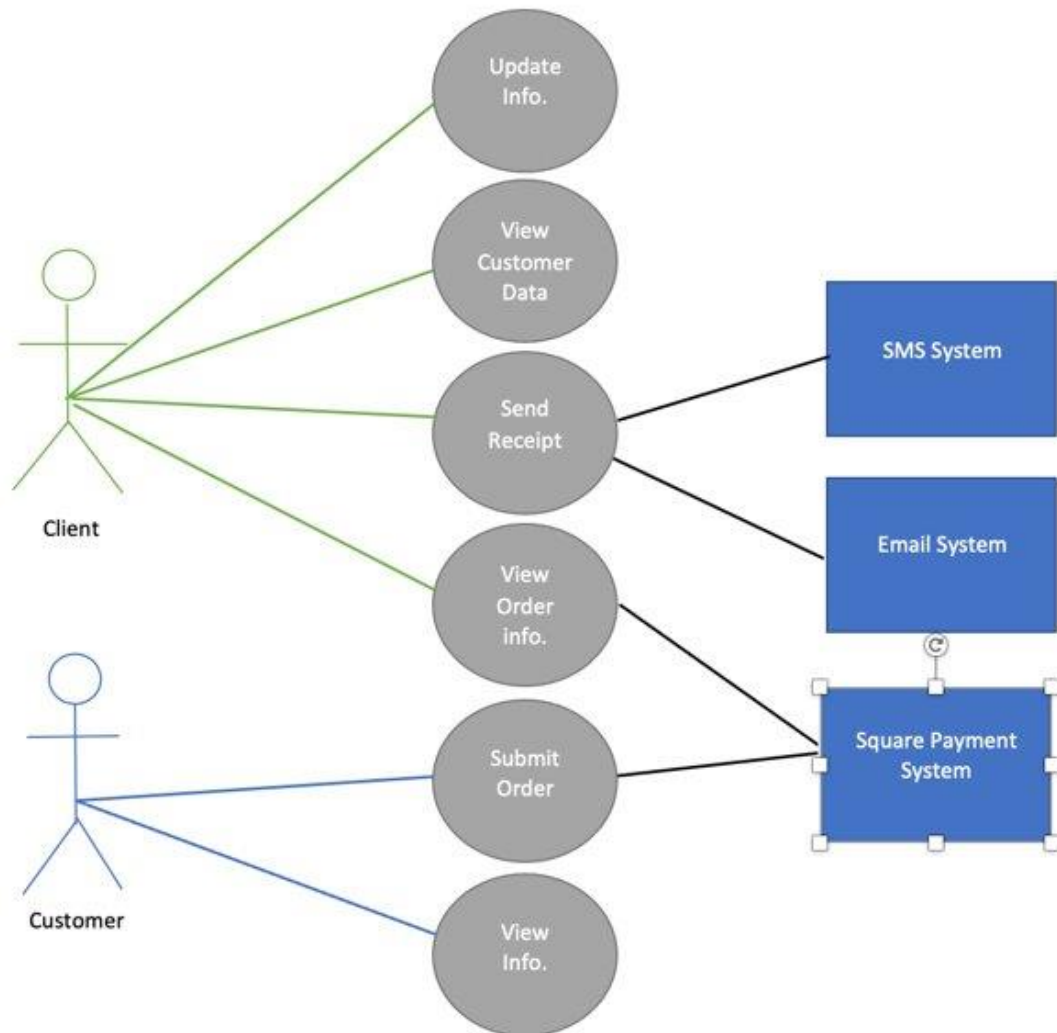 Update
Info.
View
Customer
Data
SMS System
Send
Receipt
Client
Email System
View
Order
info.
Square Payment
System
Submit
Order
Customer
View
Info.